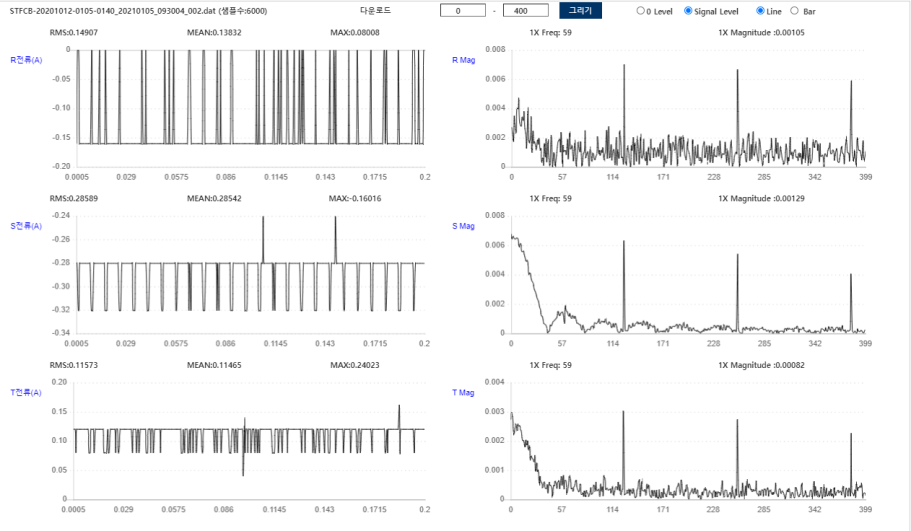 STFCB-20201012-0105-0140_20210105_093004_002.dat (샘플수:6000) 다운로드 0 - 400 그리기 0 Level Signal Level Line Bar
RMS:0.14907 MEAN:0.13832 MAX:0.08008
R전류(A)
0
-0.05
-0.10
-0.15
-0.20
0.0005 0.029 0.0575 0.086 0.1145 0.143 0.1715 0.2
1X Freq: 59 1X Magnitude :0.00105
R Mag
0.008
0.006
0.004
0.002
0
0 57 114 171 228 285 342 399
RMS:0.28589 MEAN:0.28542 MAX:-0.16016
S전류(A)
-0.24
-0.26
-0.28
-0.30
-0.32
-0.34
0.0005 0.029 0.0575 0.086 0.1145 0.143 0.1715 0.2
1X Freq: 59 1X Magnitude :0.00129
S Mag
0.008
0.006
0.004
0.002
0
0 57 114 171 228 285 342 399
RMS:0.11573 MEAN:0.11465 MAX:0.24023
T전류(A)
0.20
0.15
0.10
0.05
0
0.0005 0.029 0.0575 0.086 0.1145 0.143 0.1715 0.2
1X Freq: 59 1X Magnitude :0.00082
T Mag
0.004
0.003
0.002
0.001
0
0 57 114 171 228 285 342 399